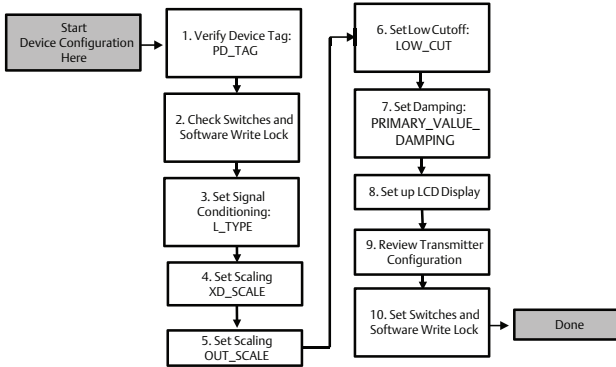 Start
Device Configuration
Here
1. Verify Device Tag:
PD_TAG
2. Check Switches and
Software Write Lock
3. Set Signal
Conditioning:
L_TYPE
4. Set Scaling
XD_SCALE
5. Set Scaling
OUT_SCALE
6. Set Low Cutoff:
LOW_CUT
7. Set Damping:
PRIMARY_VALUE_
DAMPING
8. Set up LCD Display
9. Review Transmitter
Configuration
10. Set Switches and
Software Write Lock
Done